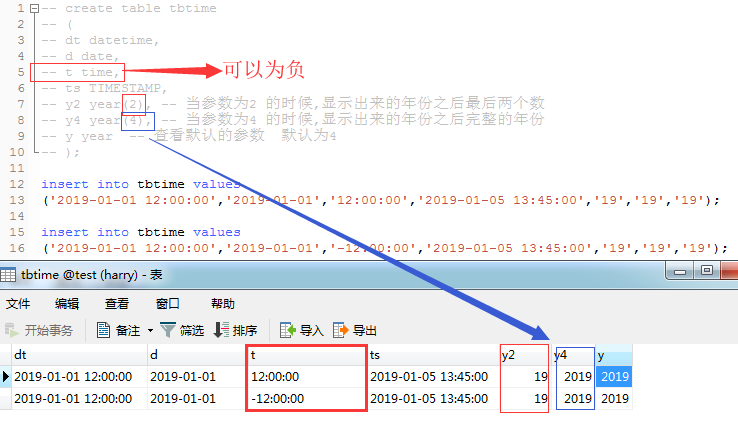 1 -- create table tbtime
2 -- (
3 -- dt datetime,
4 -- d date,
5 -- t time, 可以为负
6 -- ts TIMESTAMP,
7 -- y2 year(2), -- 当参数为2 的时候,显示出来的年份之后最后两个数
8 -- y4 year(4), -- 当参数为4 的时候,显示出来的年份之后完整的年份
9 -- y year -- 查看默认的参数 默认为4
10 -- );
11
12 insert into tbtime values
13 ('2019-01-01 12:00:00','2019-01-01','12:00:00','2019-01-05 13:45:00','19','19','19');
14
15 insert into tbtime values
16 ('2019-01-01 12:00:00','2019-01-01','-12:00:00','2019-01-05 13:45:00','19','19','19');
tbtime @test (harry) - 表
文件 编辑 查看 窗口 帮助
开始事务 备注 筛选 排序 导入 导出
dt d t ts y2 y4 y
2019-01-01 12:00:00 2019-01-01 12:00:00 2019-01-05 13:45:00 19 2019 2019
2019-01-01 12:00:00 2019-01-01 -12:00:00 2019-01-05 13:45:00 19 2019 2019